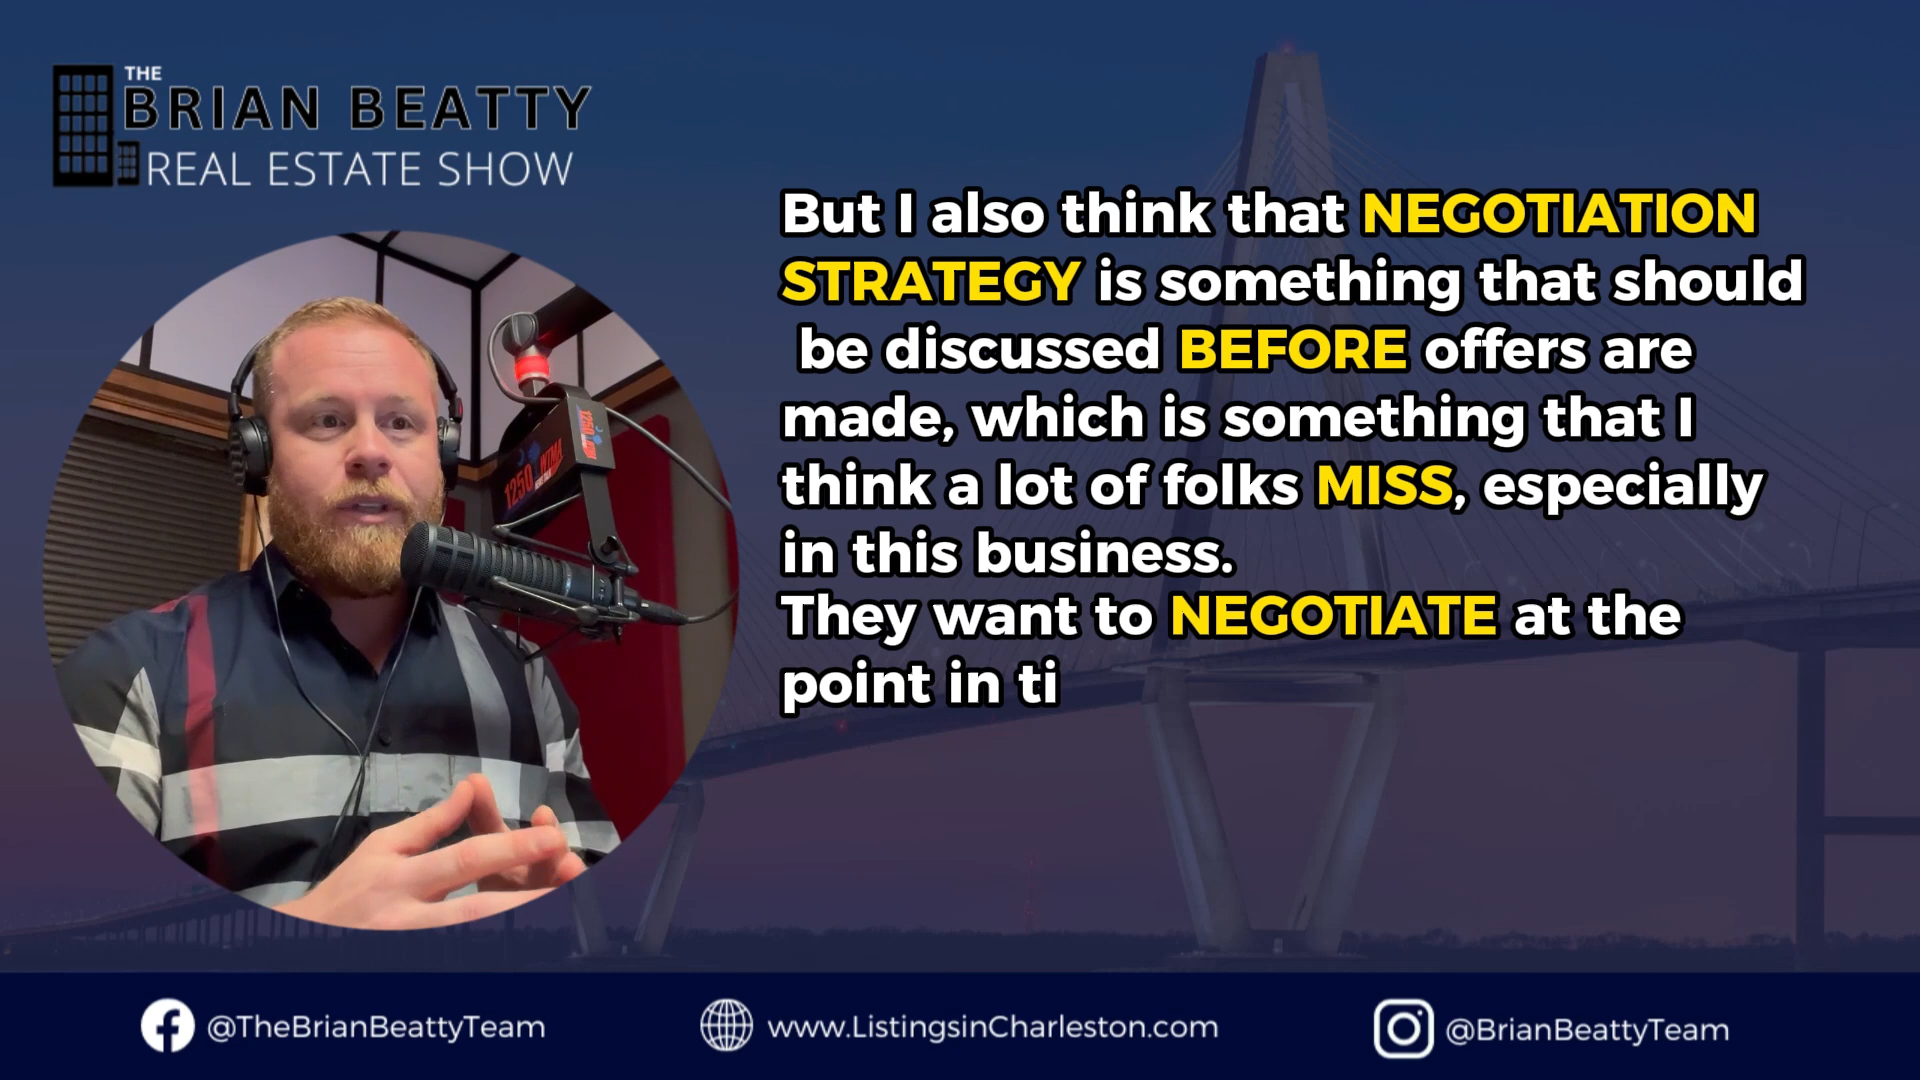 THE
BRIAN BEATTY
REAL ESTATE SHOW
But I also think that NEGOTIATION
STRATEGY is something that should
be discussed BEFORE offers are
made, which is something that I
think a lot of folks MISS, especially
in this business.
They want to NEGOTIATE at the
point in ti
1250 WTMA
@TheBrianBeattyTeam
www.ListingsinCharleston.com
@BrianBeattyTeam